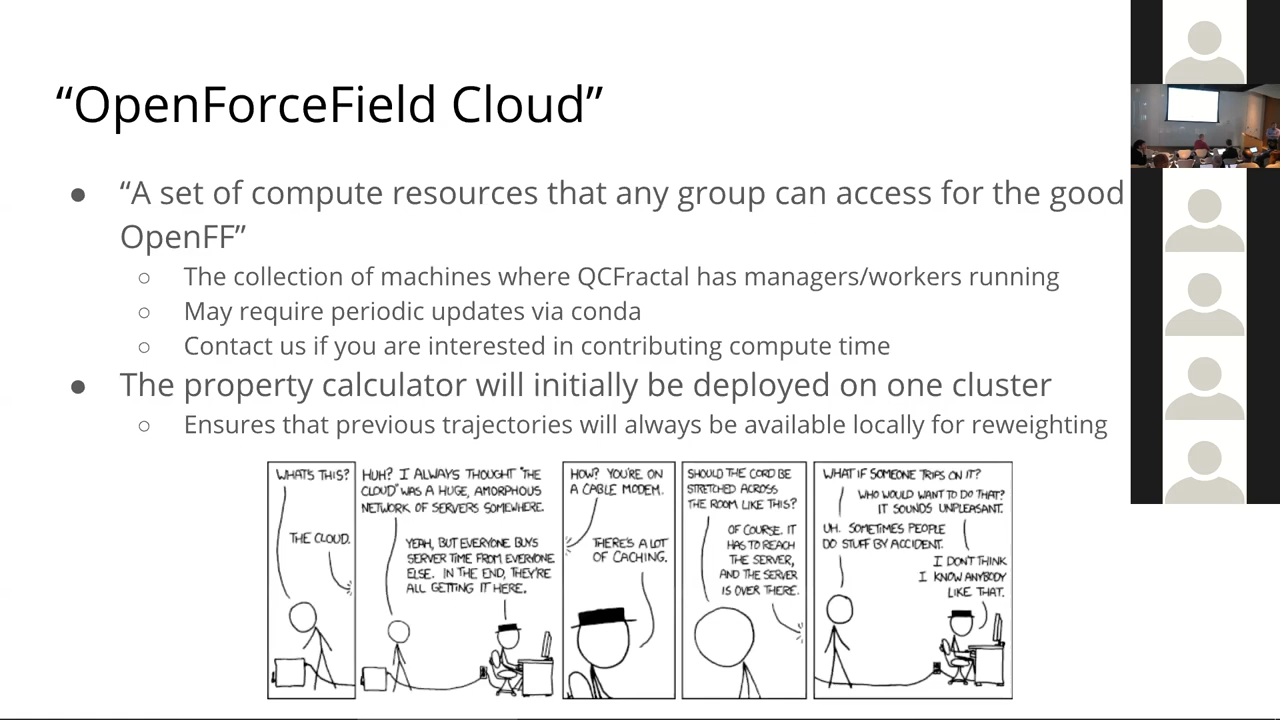 “OpenForceField Cloud”
● “A set of compute resources that any group can access for the good
OpenFF”
○ The collection of machines where QCFractal has managers/workers running
○ May require periodic updates via conda
○ Contact us if you are interested in contributing compute time
● The property calculator will initially be deployed on one cluster
○ Ensures that previous trajectories will always be available locally for reweighting
WHAT'S THIS?
THE CLOUD.
HUH? I ALWAYS THOUGHT "THE
CLOUD" WAS A HUGE, AMORPHOUS
NETWORK OF SERVERS SOMEWHERE.
YEAH, BUT EVERYONE BUYS
SERVER TIME FROM EVERYONE
ELSE. IN THE END, THEY'RE
ALL GETTING IT HERE.
HOW? YOU'RE ON
A CABLE MODEM.
THERE'S A LOT
OF CACHING.
SHOULD THE CORD BE
STRETCHED ACROSS
THE ROOM LIKE THIS?
OF COURSE. IT
HAS TO REACH
THE SERVER,
AND THE SERVER
IS OVER THERE.
WHAT IF SOMEONE TRIPS ON IT?
WHO WOULD WANT TO DO THAT?
IT SOUNDS UNPLEASANT.
UH. SOMETIMES PEOPLE
DO STUFF BY ACCIDENT.
I DON'T THINK
I KNOW ANYBODY
LIKE THAT.